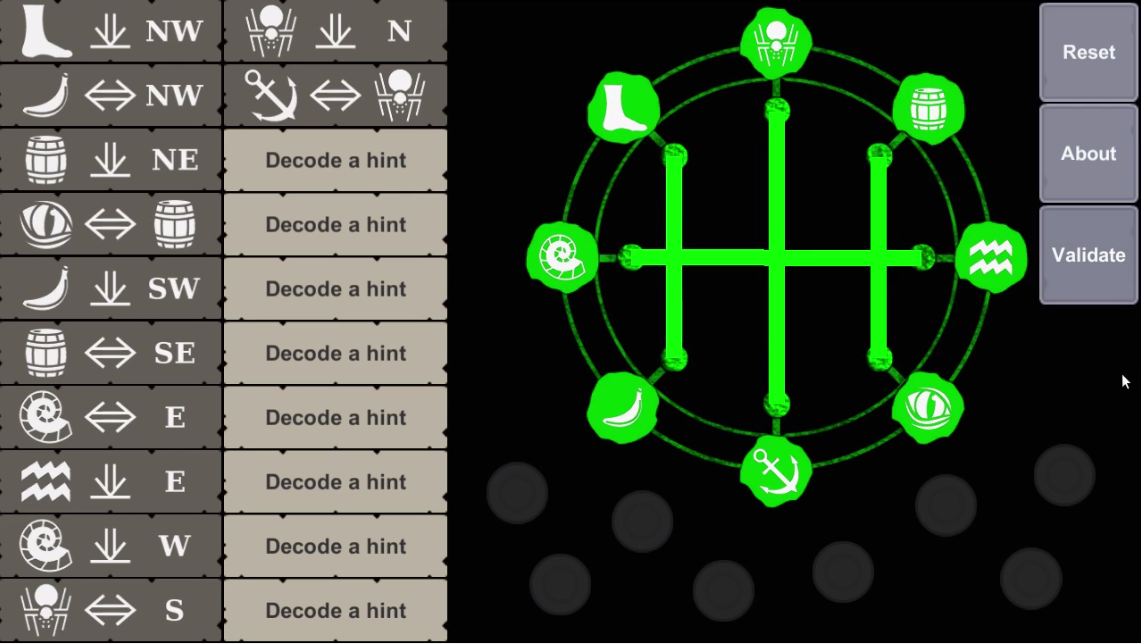 NW
N
NW
NE
Decode a hint
Decode a hint
SW
Decode a hint
SE
Decode a hint
E
Decode a hint
E
Decode a hint
W
Decode a hint
S
Decode a hint
Reset
About
Validate